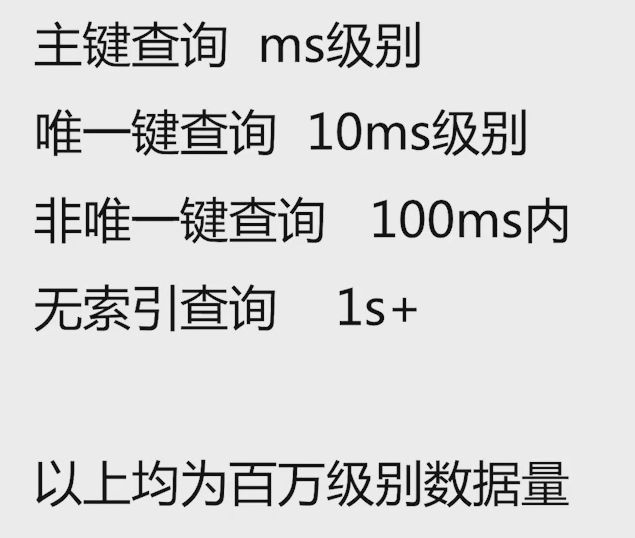 主键查询 ms级别
唯一键查询 10ms级别
非唯一键查询 100ms内
无索引查询 1s+
以上均为百万级别数据量